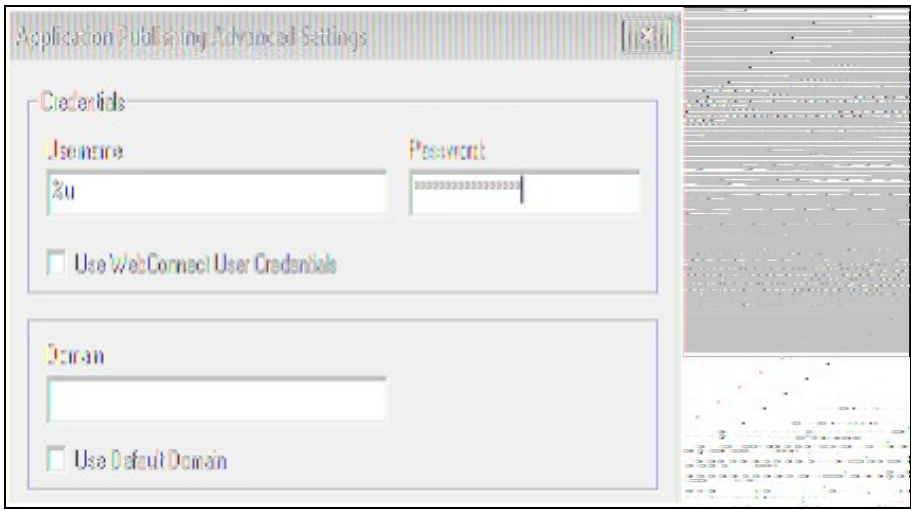 Application Publishing Advanced Settings
Credentials
Username
Password:
%u
Use WebConnect User Credentials
Domain
Use Default Domain